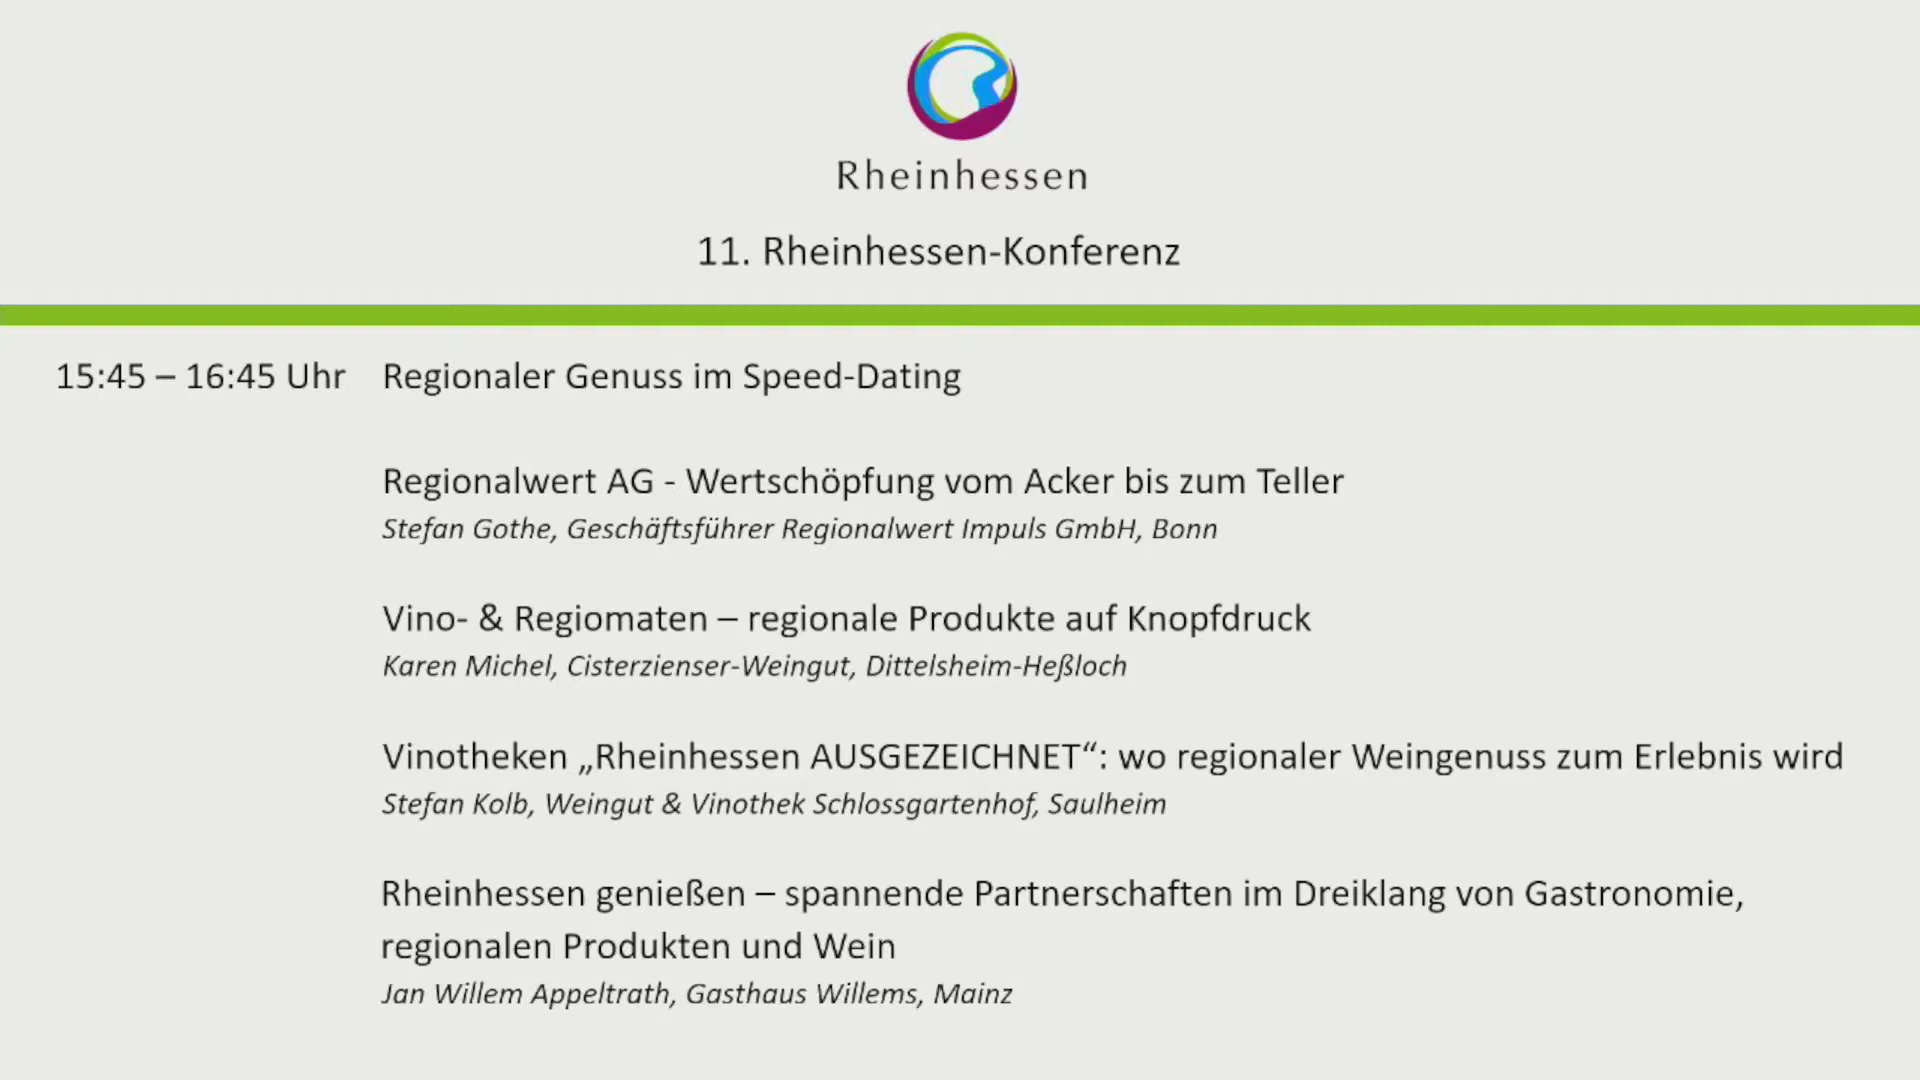 Rheinhessen
11. Rheinhessen-Konferenz
15:45 – 16:45 Uhr Regionaler Genuss im Speed-Dating
Regionalwert AG - Wertschöpfung vom Acker bis zum Teller
Stefan Gothe, Geschäftsführer Regionalwert Impuls GmbH, Bonn
Vino- & Regiomaten – regionale Produkte auf Knopfdruck
Karen Michel, Cisterzienser-Weingut, Dittelsheim-Heßloch
Vinotheken „Rheinhessen AUSGEZEICHNET“: wo regionaler Weingenuss zum Erlebnis wird
Stefan Kolb, Weingut & Vinothek Schlossgartenhof, Saulheim
Rheinhessen genießen – spannende Partnerschaften im Dreiklang von Gastronomie,
regionalen Produkten und Wein
Jan Willem Appeltrath, Gasthaus Willems, Mainz